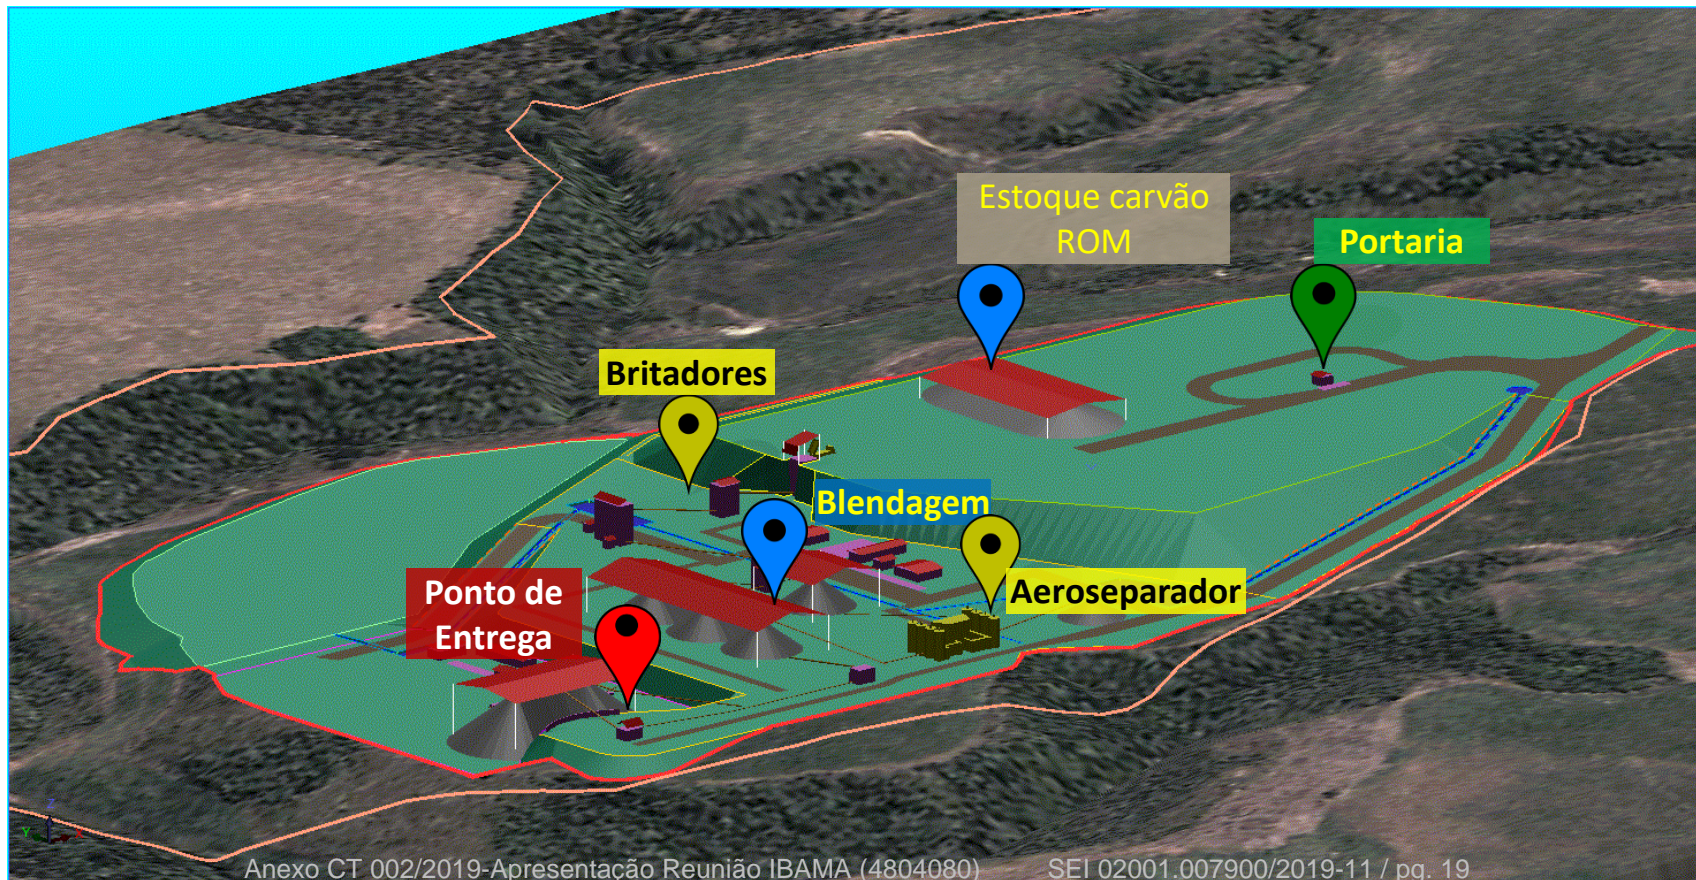 Estoque carvão
ROM
Portaria
Britadores
Blendagem
Aeroseparador
Ponto de
Entrega
Z
Y
X
Anexo CT 002/2019-Apresentação Reunião IBAMA (4804080) SEI 02001.007900/2019-11 / pg. 19